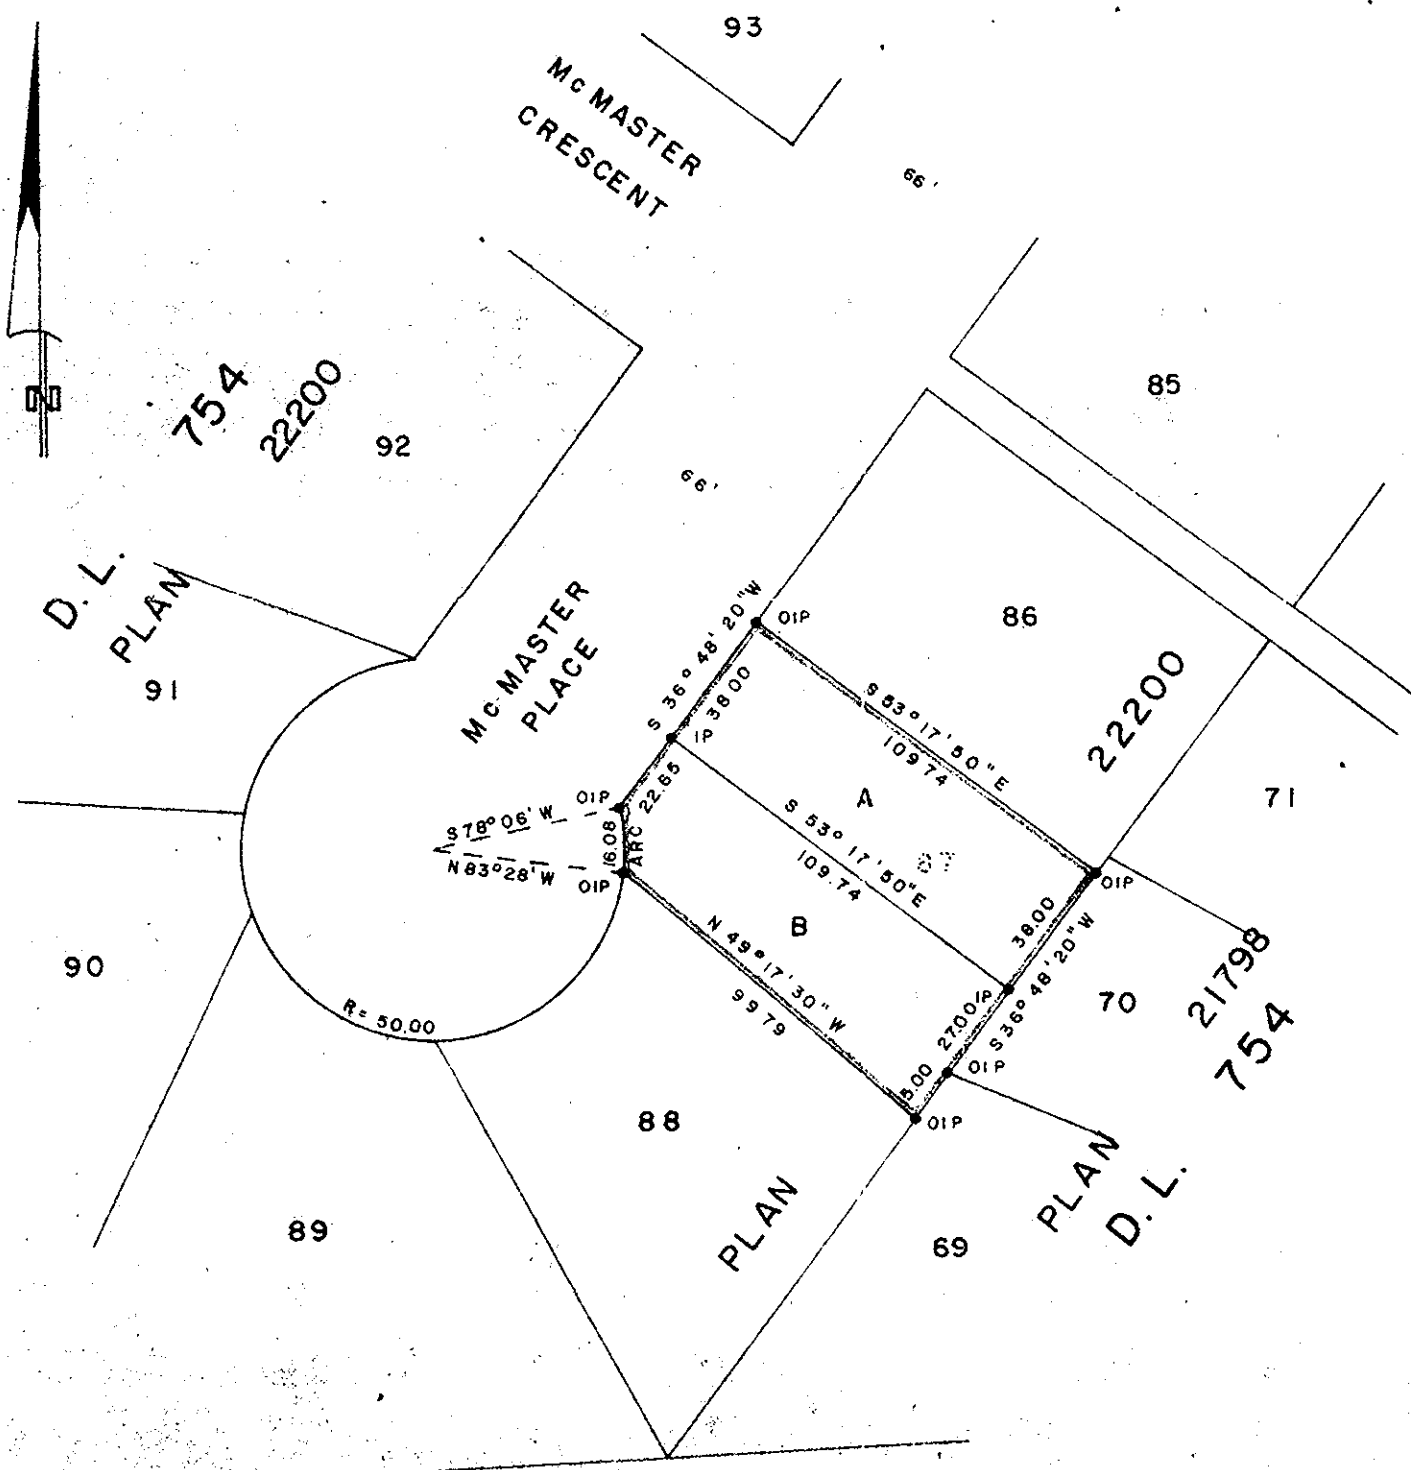 93
Mc MASTER
CRESCENT
66'
N
754
22200
92
85
66'
D. L.
PLAN
91
Mc MASTER
PLACE
86
OIP
S 36° 48' 20" W
38.00
IP
S 53° 17' 50" E
109.74
22200
71
A
22.65
OIP
S 78° 06' W
N 83° 28' W
16.08
ARC
OIP
S 53° 17' 50" E
109.74
87
OIP
38.00
S 36° 48' 20" W
B
N 49° 17' 30" W
99.79
IP
27.00
70
21798
754
90
R = 50.00
OIP
OIP
88
PLAN
PLAN
D. L.
89
69